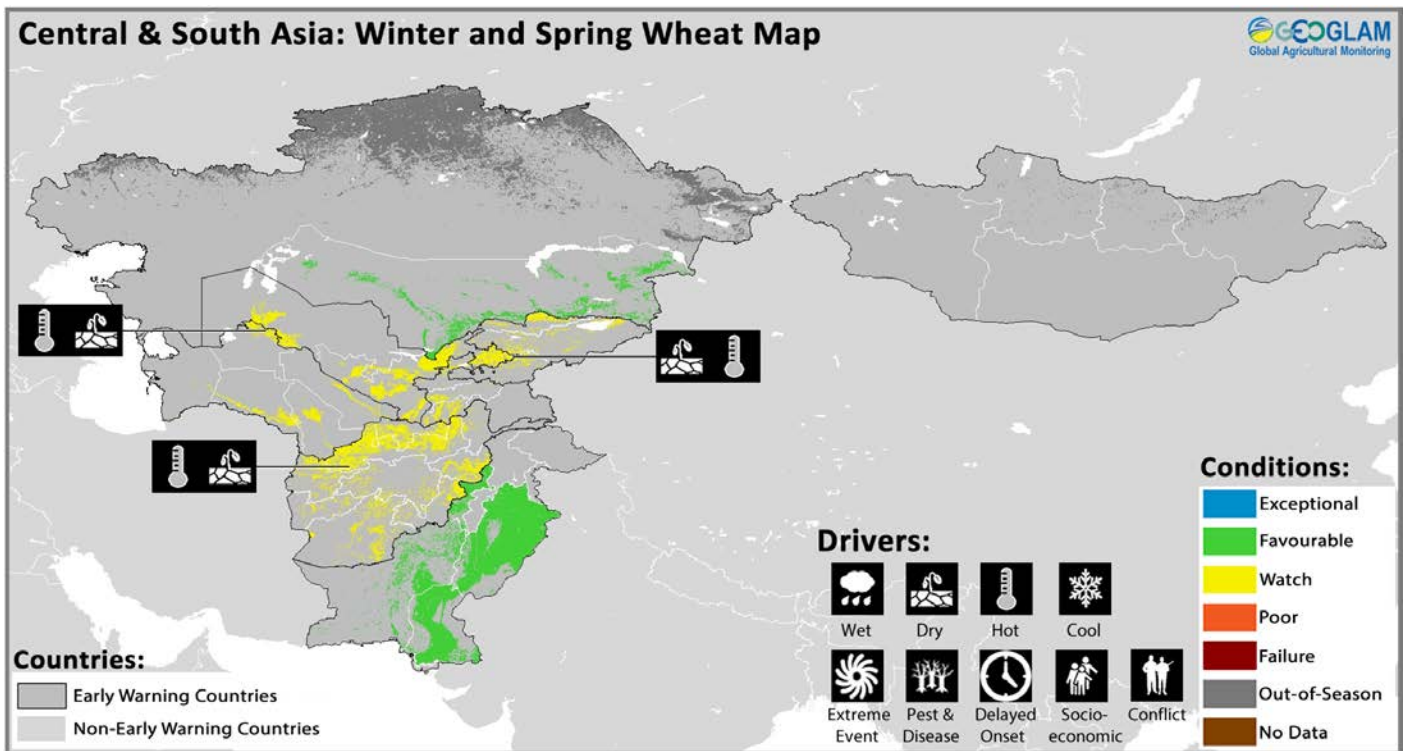 Central & South Asia: Winter and Spring Wheat Map
GEOGLAM
Global Agricultural Monitoring
Conditions:
Exceptional
Favourable
Watch
Poor
Failure
Out-of-Season
No Data
Drivers:
Wet
Dry
Hot
Cool
Extreme
Event
Pest &
Disease
Delayed
Onset
Socio-
economic
Conflict
Countries:
Early Warning Countries
Non-Early Warning Countries